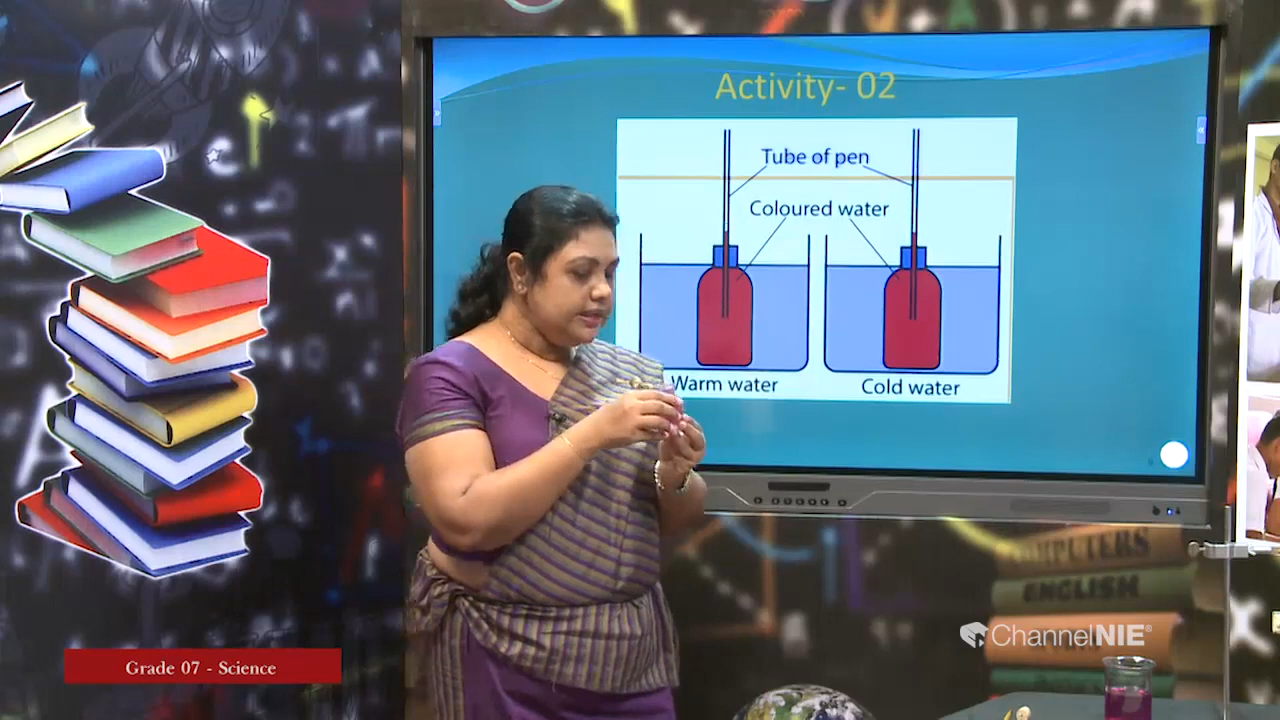 Activity- 02
Tube of pen
Coloured water
Warm water
Cold water
COMPUTERS
ENGLISH
ChannelNIE®
Grade 07 - Science